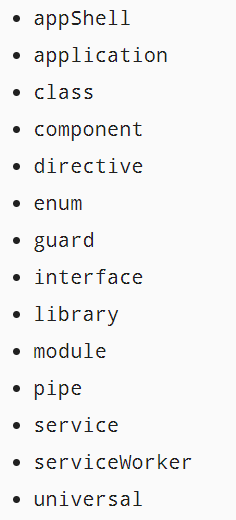 • appShell
• application
• class
• component
• directive
• enum
• guard
• interface
• library
• module
• pipe
• service
• serviceWorker
• universal